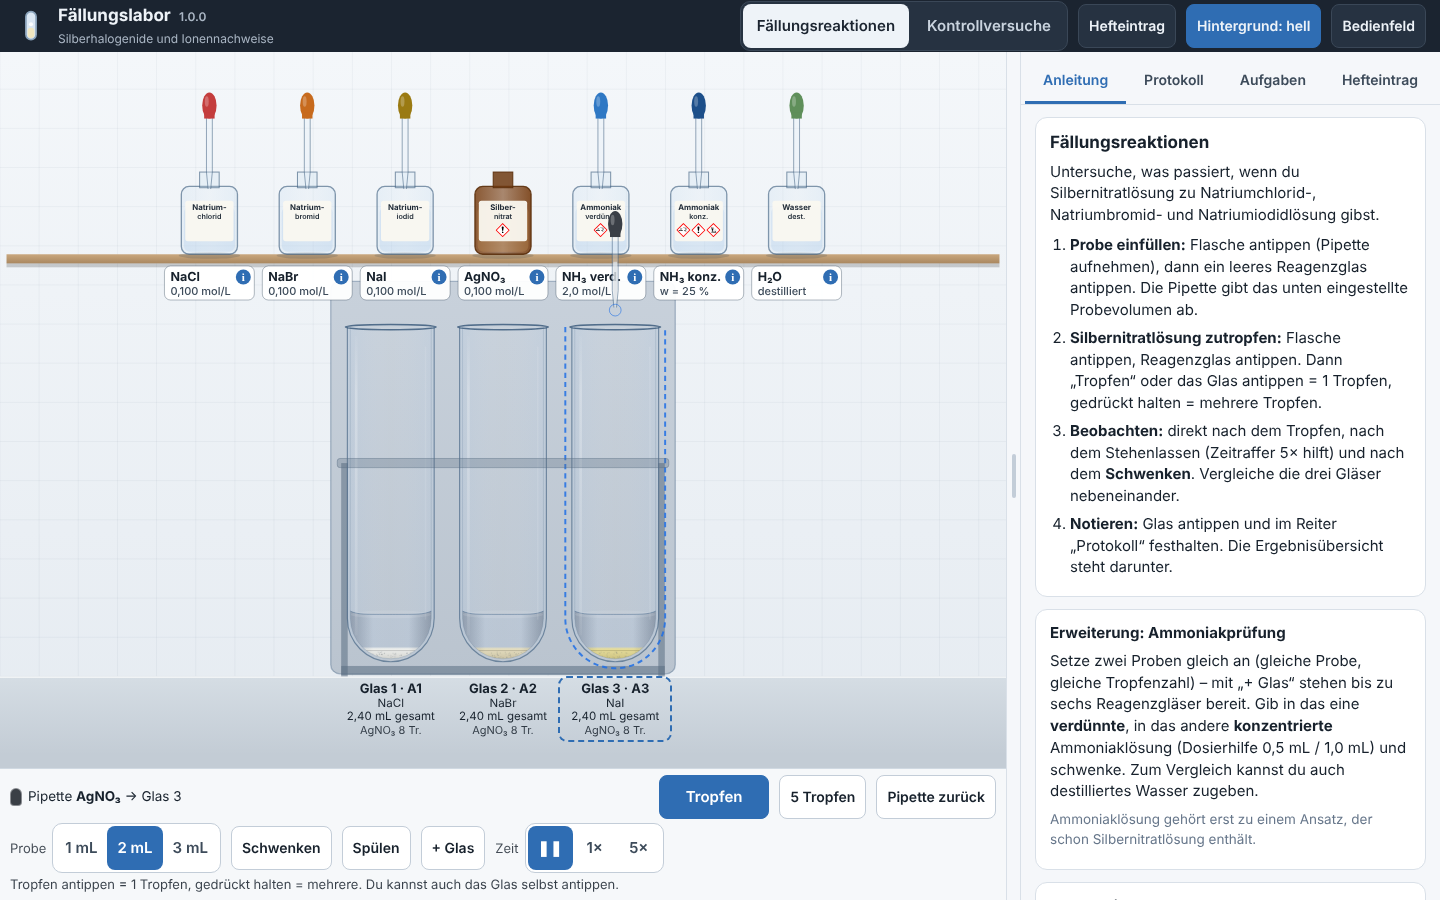 Fällungslabor 1.0.0
Silberhalogenide und Ionennachweise
Fällungsreaktionen
Kontrollversuche
Hefteintrag
Hintergrund: hell
Bedienfeld
Anleitung
Protokoll
Aufgaben
Hefteintrag
Natrium-
chlorid
Natrium-
bromid
Natrium-
iodid
Silber-
nitrat
Ammoniak
Ammoniak
konz.
Wasser
dest.
NaCl
0,100 mol/L
NaBr
0,100 mol/L
NaI
0,100 mol/L
AgNO₃
0,100 mol/L
NH₃ verd.
2,0 mol/L
NH₃ konz.
w = 25 %
H₂O
destilliert
Glas 1 · A1
NaCl
2,40 mL gesamt
AgNO₃ 8 Tr.
Glas 2 · A2
NaBr
2,40 mL gesamt
AgNO₃ 8 Tr.
Glas 3 · A3
NaI
2,40 mL gesamt
AgNO₃ 8 Tr.
Pipette AgNO₃ → Glas 3
Tropfen
5 Tropfen
Pipette zurück
Probe
1 mL
2 mL
3 mL
Schwenken
Spülen
+ Glas
Zeit
1×
5×
Tropfen antippen = 1 Tropfen, gedrückt halten = mehrere. Du kannst auch das Glas selbst antippen.
Fällungsreaktionen
Untersuche, was passiert, wenn du
Silbernitratlösung zu Natriumchlorid-,
Natriumbromid- und Natriumiodidlösung gibst.
1. Probe einfüllen: Flasche antippen (Pipette
aufnehmen), dann ein leeres Reagenzglas
antippen. Die Pipette gibt das unten eingestellte
Probevolumen ab.
2. Silbernitratlösung zutropfen: Flasche
antippen, Reagenzglas antippen. Dann
„Tropfen“ oder das Glas antippen = 1 Tropfen,
gedrückt halten = mehrere Tropfen.
3. Beobachten: direkt nach dem Tropfen, nach
dem Stehenlassen (Zeitraffer 5× hilft) und nach
dem Schwenken. Vergleiche die drei Gläser
nebeneinander.
4. Notieren: Glas antippen und im Reiter
„Protokoll“ festhalten. Die Ergebnisübersicht
steht darunter.
Erweiterung: Ammoniakprüfung
Setze zwei Proben gleich an (gleiche Probe,
gleiche Tropfenzahl) – mit „+ Glas“ stehen bis zu
sechs Reagenzgläser bereit. Gib in das eine
verdünnte, in das andere konzentrierte
Ammoniaklösung (Dosierhilfe 0,5 mL / 1,0 mL) und
schwenke. Zum Vergleich kannst du auch
destilliertes Wasser zugeben.
Ammoniaklösung gehört erst zu einem Ansatz, der
schon Silbernitratlösung enthält.